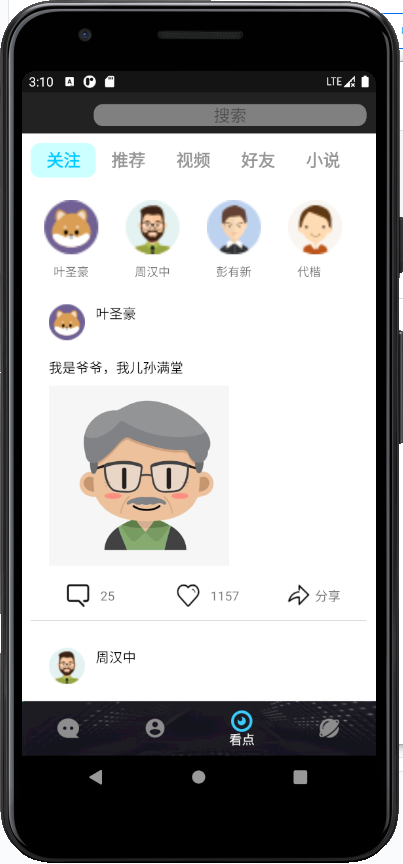 3:10 A LTE
搜索
关注 推荐 视频 好友 小说
叶圣豪 周汉中 彭有新 代楷
叶圣豪
我是爷爷，我儿孙满堂
25 1157 分享
周汉中
看点